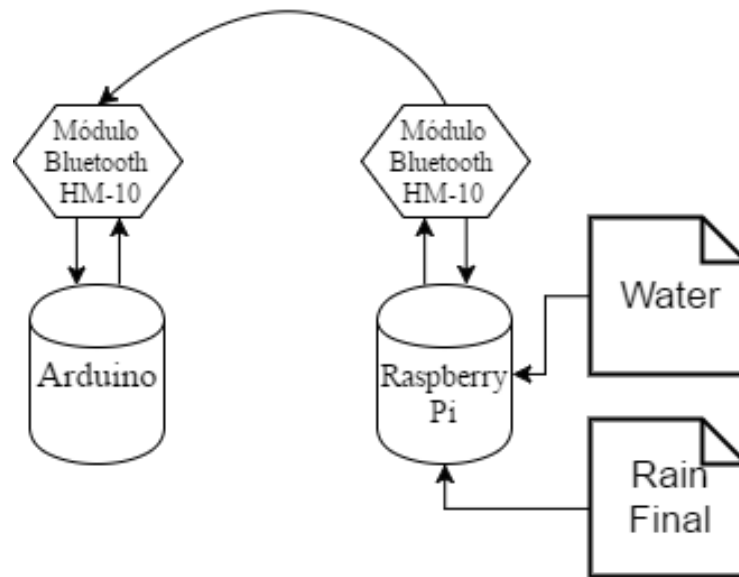 Módulo
Bluetooth
HM-10
Módulo
Bluetooth
HM-10
Water
Arduino
Raspberry
Pi
Rain
Final